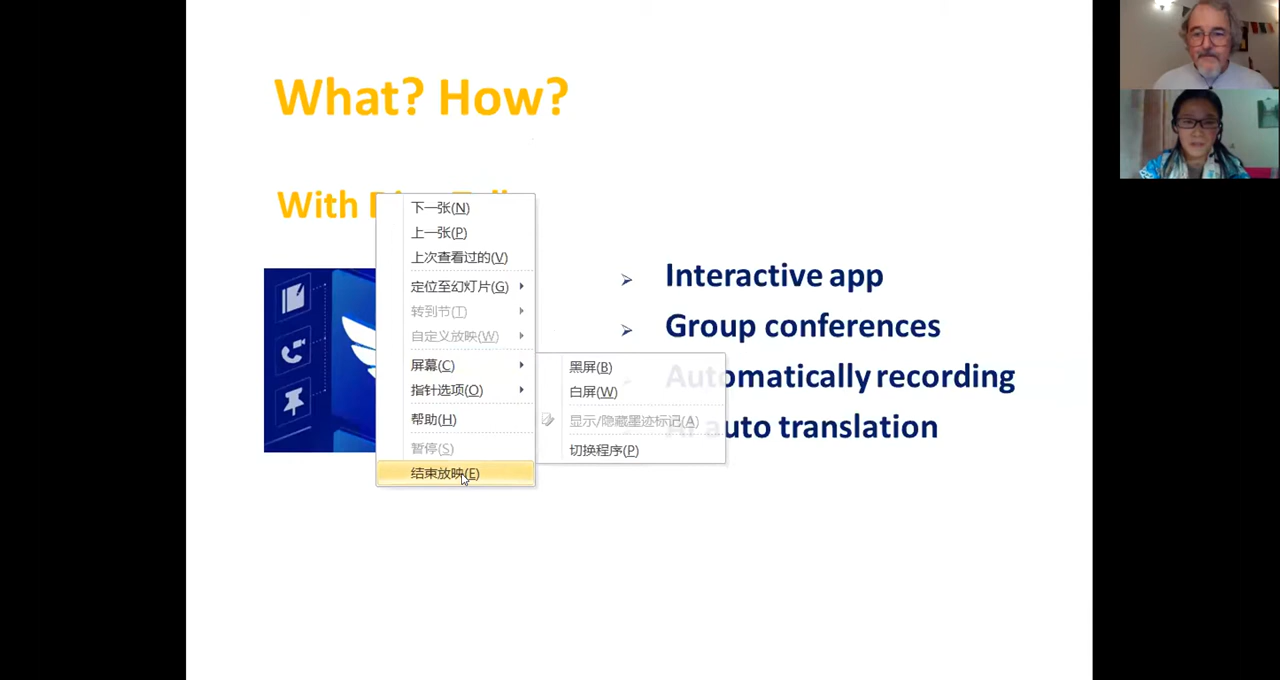 What? How?
With
下一张(N)
上一张(P)
上次查看过的(V)
定位至幻灯片(G)
转到节(T)
自定义放映(W)
屏幕(C)
指针选项(O)
帮助(H)
暂停(S)
结束放映(E)
黑屏(B)
白屏(W)
显示/隐藏墨迹标记(A)
切换程序(P)
Interactive app
Group conferences
Automatically recording
auto translation